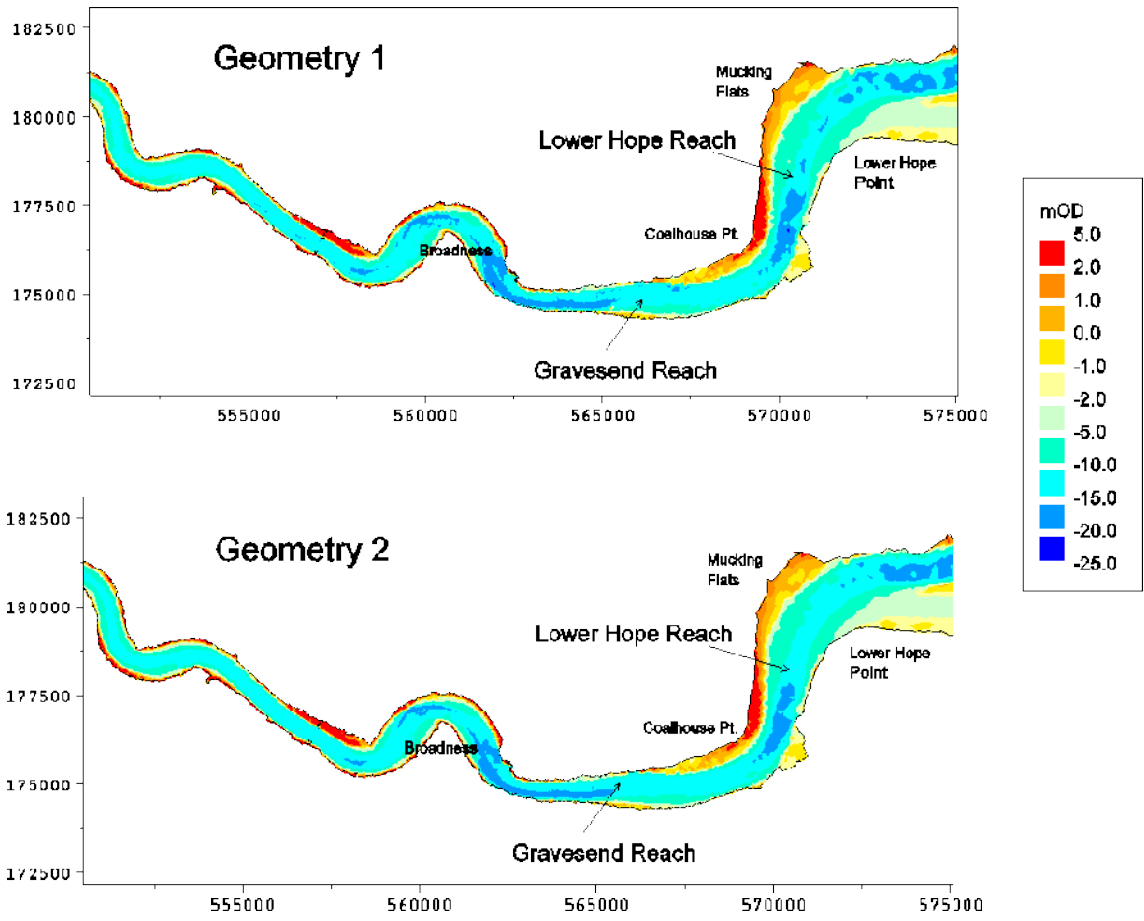 Geometry 1
182500
180000
177500
175000
172500
555000
560000
565000
570000
575000
Mucking
Flats
Lower Hope Reach
Lower Hope
Point
Coalhouse Pt.
Broadness
Gravesend Reach
mOD
5.0
2.0
1.0
0.0
-1.0
-2.0
-5.0
-10.0
-15.0
-20.0
-25.0
Geometry 2
182500
180000
177500
175000
172500
555000
560000
565000
570000
575000
Mucking
Flats
Lower Hope Reach
Lower Hope
Point
Coalhouse Pt.
Broadness
Gravesend Reach